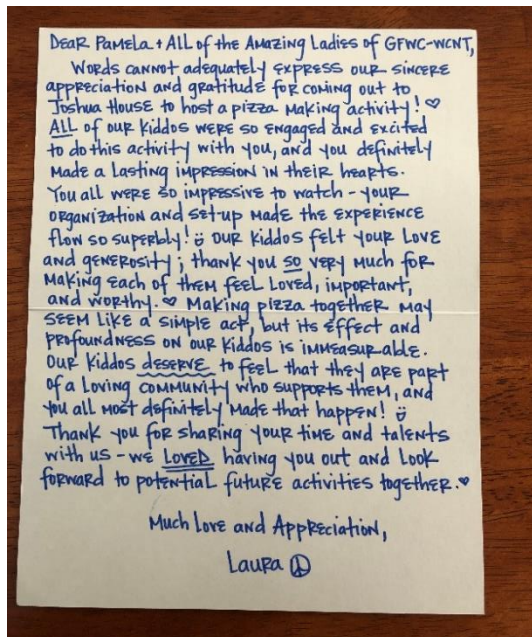 Dear Pamela + All of the Amazing Ladies of GFWC-WCNT,
Words cannot adequately express our sincere
appreciation and gratitude for coming out to
Joshua House to host a pizza making activity! ♡
ALL of our kiddos were so engaged and excited
to do this activity with you, and you definitely
made a lasting impression in their hearts.
You all were so impressive to watch - your
organization and set-up made the experience
flow so superbly! ü Our kiddos felt your love
and generosity; thank you so very much for
making each of them feel loved, important,
and worthy. ♥ Making pizza together may
seem like a simple act, but its effect and
profoundness on our kiddos is immeasurable.
Our kiddos deserve to feel that they are part
of a loving community who supports them, and
you all most definitely made that happen! ü
Thank you for sharing your time and talents
with us - we LOVED having you out and look
forward to potential future activities together. ♥
Much Love and Appreciation,
Laura ☮